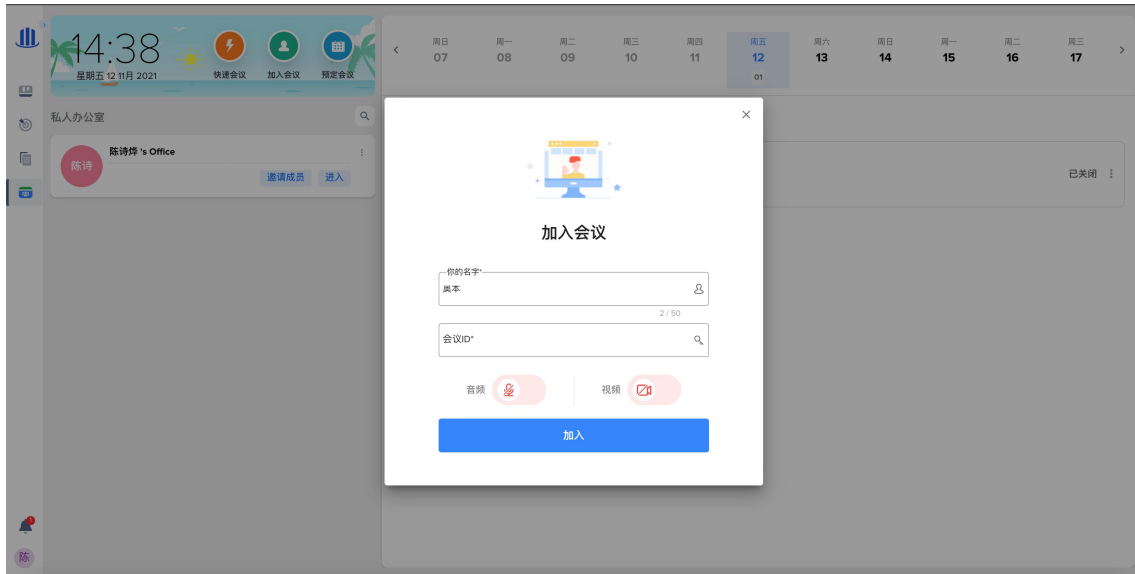 14:38
星期五 12 11月 2021
快速会议
加入会议
预定会议
私人办公室
陈诗
陈诗烨 's Office
邀请成员
进入
周日
07
周一
08
周二
09
周三
10
周四
11
周五
12
01
周六
13
周日
14
周一
15
周二
16
周三
17
已关闭
加入会议
你的名字*
奥本
2 / 50
会议ID*
音频
视频
加入
陈